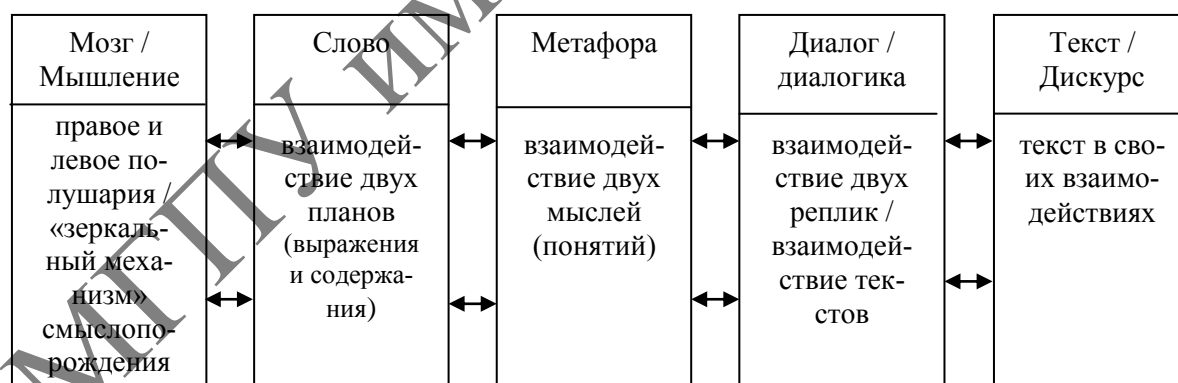 Мозг /
Мышление
правое и
левое по-
лушария /
«зеркаль-
ный меха-
низм»
смыслопо-
рождения
Слово
взаимодей-
ствие двух
планов
(выражения
и содержа-
ния)
Метафора
взаимодей-
ствие двух
мыслей
(понятий)
Диалог /
диалогика
взаимодей-
ствие двух
реплик /
взаимодей-
ствие тек-
стов
Текст /
Дискурс
текст в сво-
их взаимо-
действиях
МГПУ им